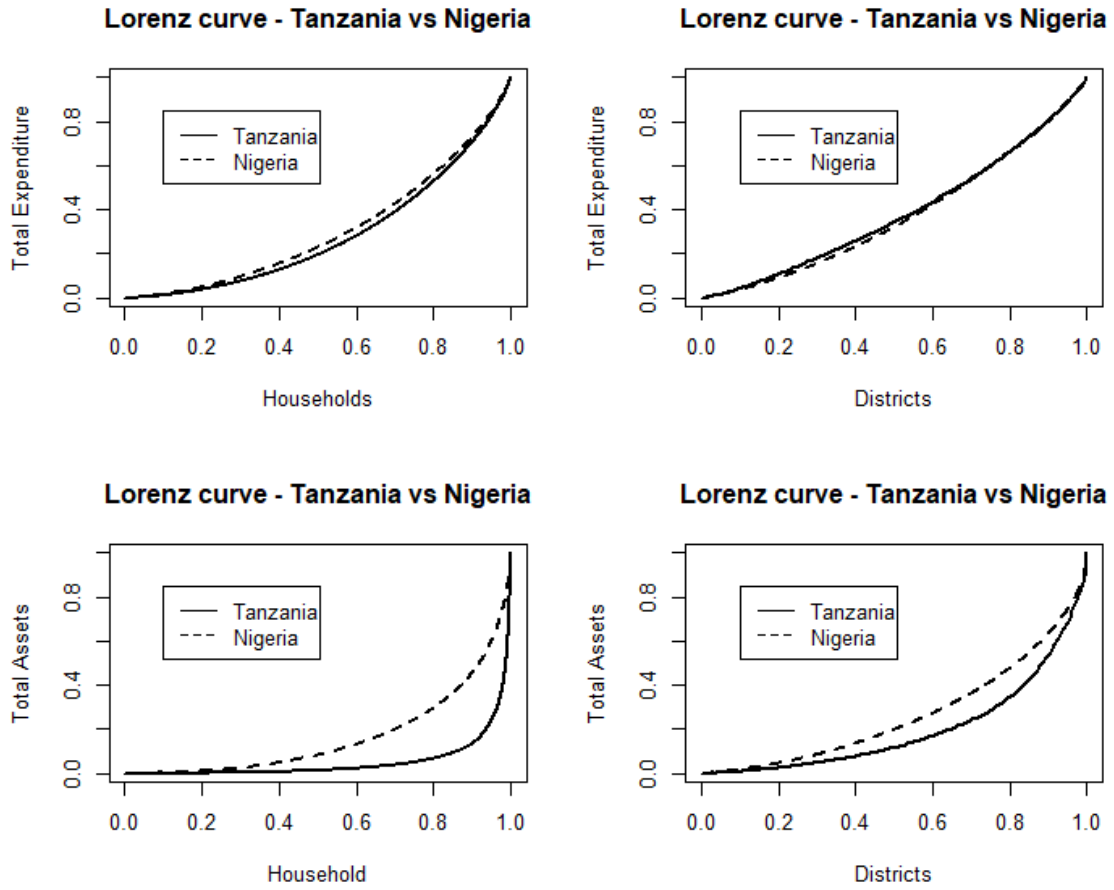 Lorenz curve - Tanzania vs Nigeria
Total Expenditure
0.8
0.4
0.0
Tanzania
Nigeria
0.0 0.2 0.4 0.6 0.8 1.0
Households
Lorenz curve - Tanzania vs Nigeria
Total Expenditure
0.8
0.4
0.0
Tanzania
Nigeria
0.0 0.2 0.4 0.6 0.8 1.0
Districts
Lorenz curve - Tanzania vs Nigeria
Total Assets
0.8
0.4
0.0
Tanzania
Nigeria
0.0 0.2 0.4 0.6 0.8 1.0
Household
Lorenz curve - Tanzania vs Nigeria
Total Assets
0.8
0.4
0.0
Tanzania
Nigeria
0.0 0.2 0.4 0.6 0.8 1.0
Districts